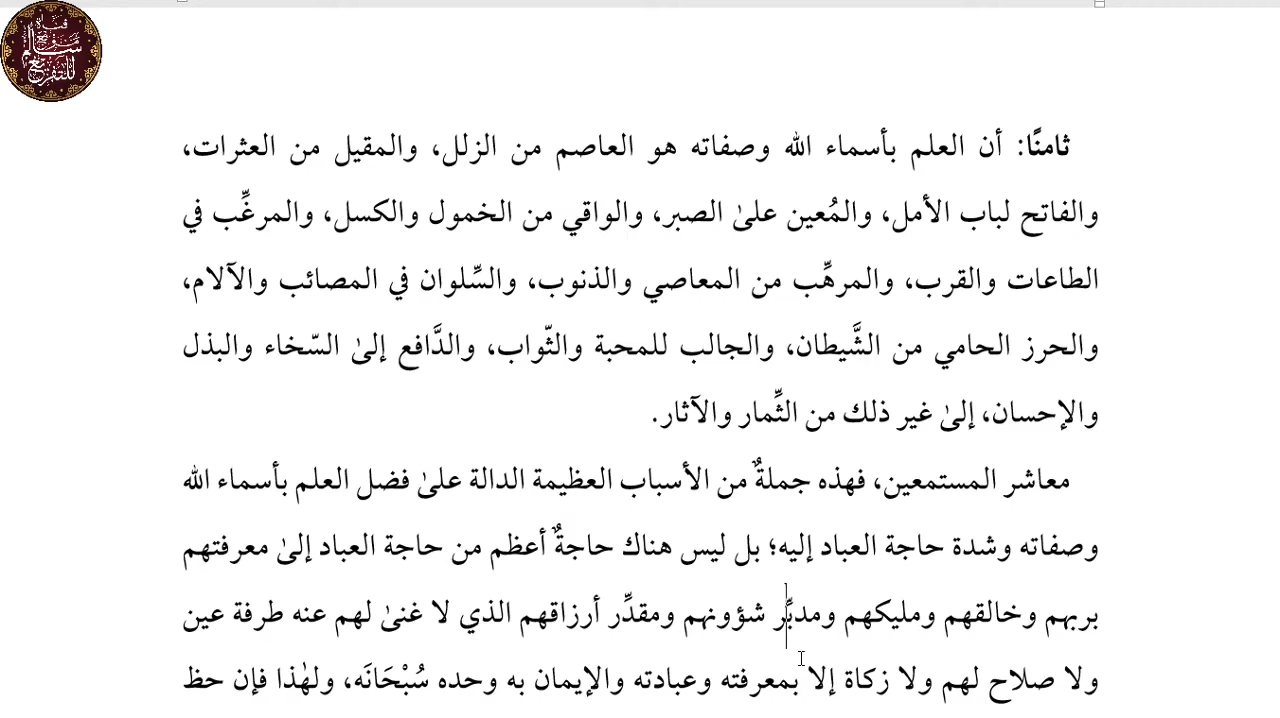 قناة
سالم
للتفريغ
ثامنًا: أن العلم بأسماء الله وصفاته هو العاصم من الزلل، والمقيل من العثرات،
والفاتح لباب الأمل، والمُعين علىٰ الصبر، والواقي من الخمول والكسل، والمرغِّب في
الطاعات والقرب، والمرهِّب من المعاصي والذنوب، والسِّلوان في المصائب والآلام،
والحرز الحامي من الشَّيطان، والجالب للمحبة والثّواب، والدَّافع إلىٰ السّخاء والبذل
والإحسان، إلىٰ غير ذلك من الثِّمار والآثار.
معاشر المستمعين، فهذه جملةٌ من الأسباب العظيمة الدالة علىٰ فضل العلم بأسماء الله
وصفاته وشدة حاجة العباد إليه؛ بل ليس هناك حاجةٌ أعظم من حاجة العباد إلىٰ معرفتهم
بربهم وخالقهم ومليكهم ومدبِّر شؤونهم ومقدِّر أرزاقهم الذي لا غنىٰ لهم عنه طرفة عين
ولا صلاح لهم ولا زكاة إلا بمعرفته وعبادته والإيمان به وحده سُبْحَانَه، ولهٰذا فإن حظ